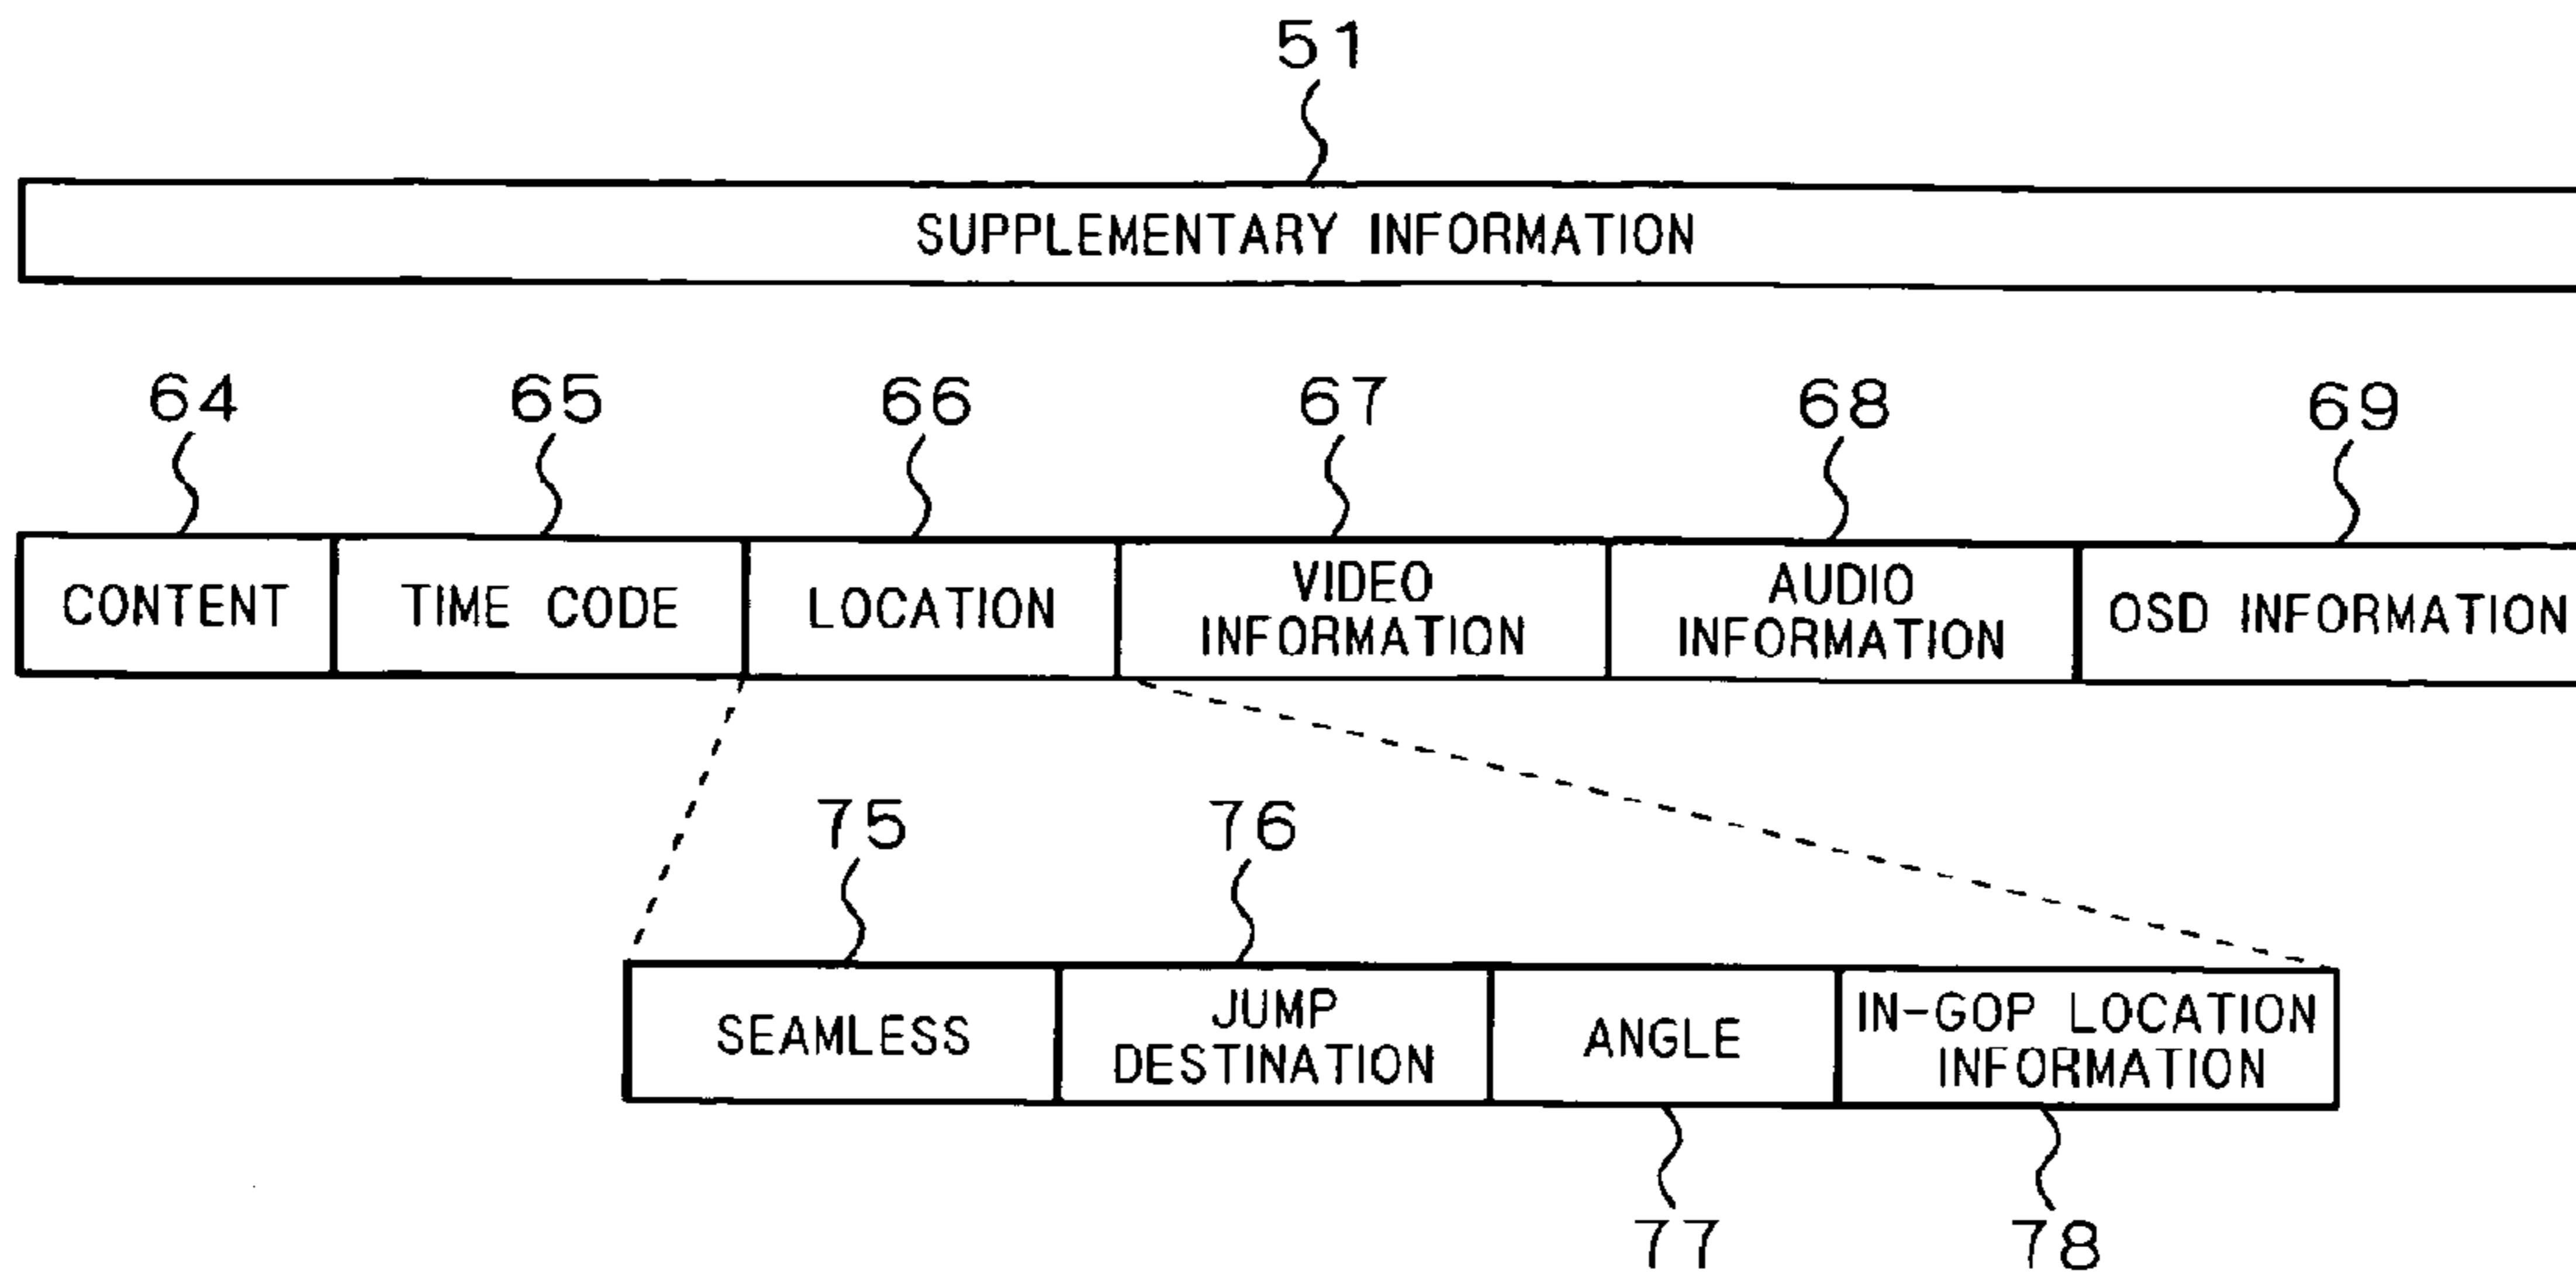 51
SUPPLEMENTARY INFORMATION
64 65 66 67 68 69
CONTENT
TIME CODE
LOCATION
VIDEO
INFORMATION
AUDIO
INFORMATION
OSD INFORMATION
75 76
SEAMLESS
JUMP
DESTINATION
ANGLE
IN-GOP LOCATION
INFORMATION
77 78